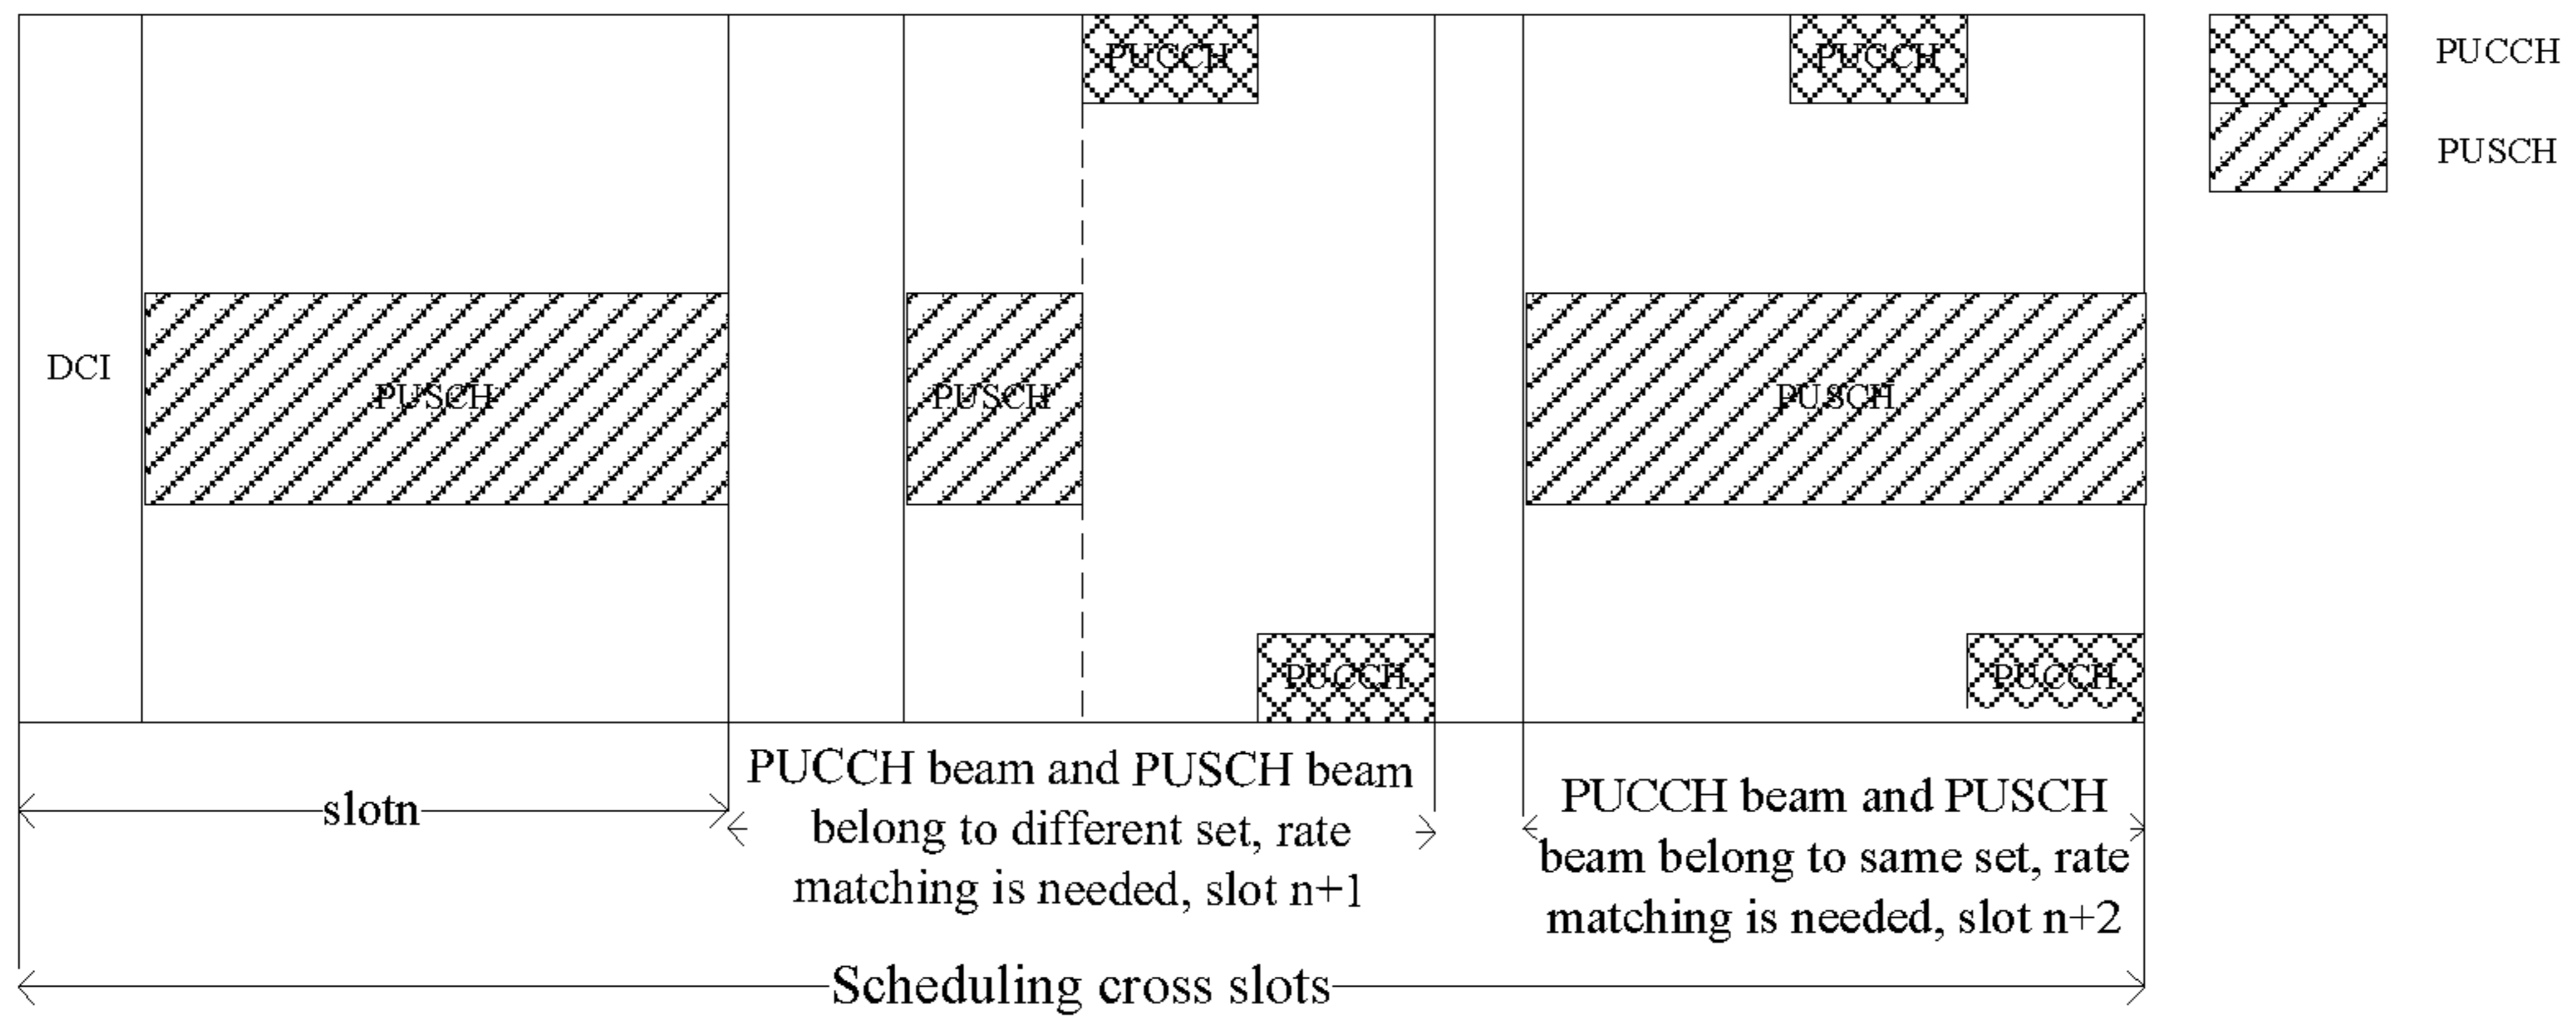 PUCCH
PUCCH
PUCCH
PUSCH
DCI
PUSCH
PUSCH
PUSCH
PUCCH
PUCCH
slotn
PUCCH beam and PUSCH beam
belong to different set, rate
matching is needed, slot n+1
PUCCH beam and PUSCH
beam belong to same set, rate
matching is needed, slot n+2
Scheduling cross slots